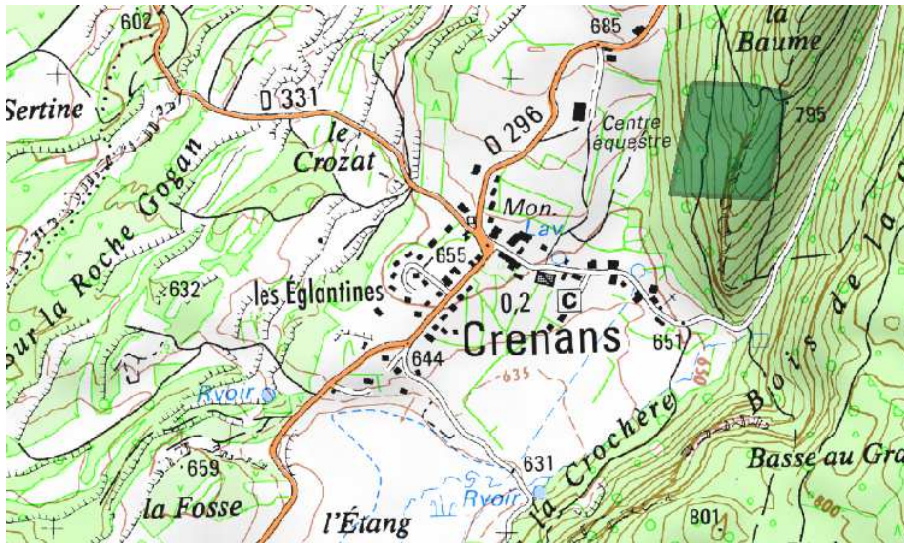 602
685
la
Baume
Sertine
D 331
D 296
795
le
Crozat
Centre
équestre
Sur la Roche Gogan
Mon.
Lav.
655
632
les Églantines
0,2
C
Crenans
651
650
644
635
Rvoir
Bois de la
la Crochère
659
631
Basse au Gra
la Fosse
Rvoir
l'Étang
801
800